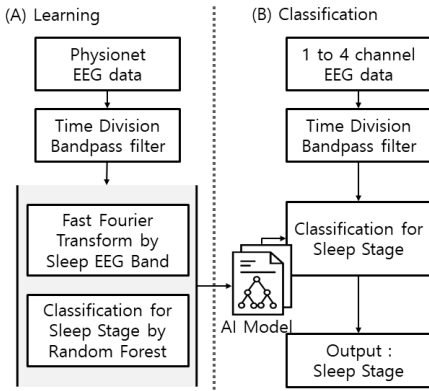 (A) Learning
Physionet
EEG data
Time Division
Bandpass filter
Fast Fourier
Transform by
Sleep EEG Band
Classification for
Sleep Stage by
Random Forest
AI Model
(B) Classification
1 to 4 channel
EEG data
Time Division
Bandpass filter
Classification for
Sleep Stage
Output :
Sleep Stage